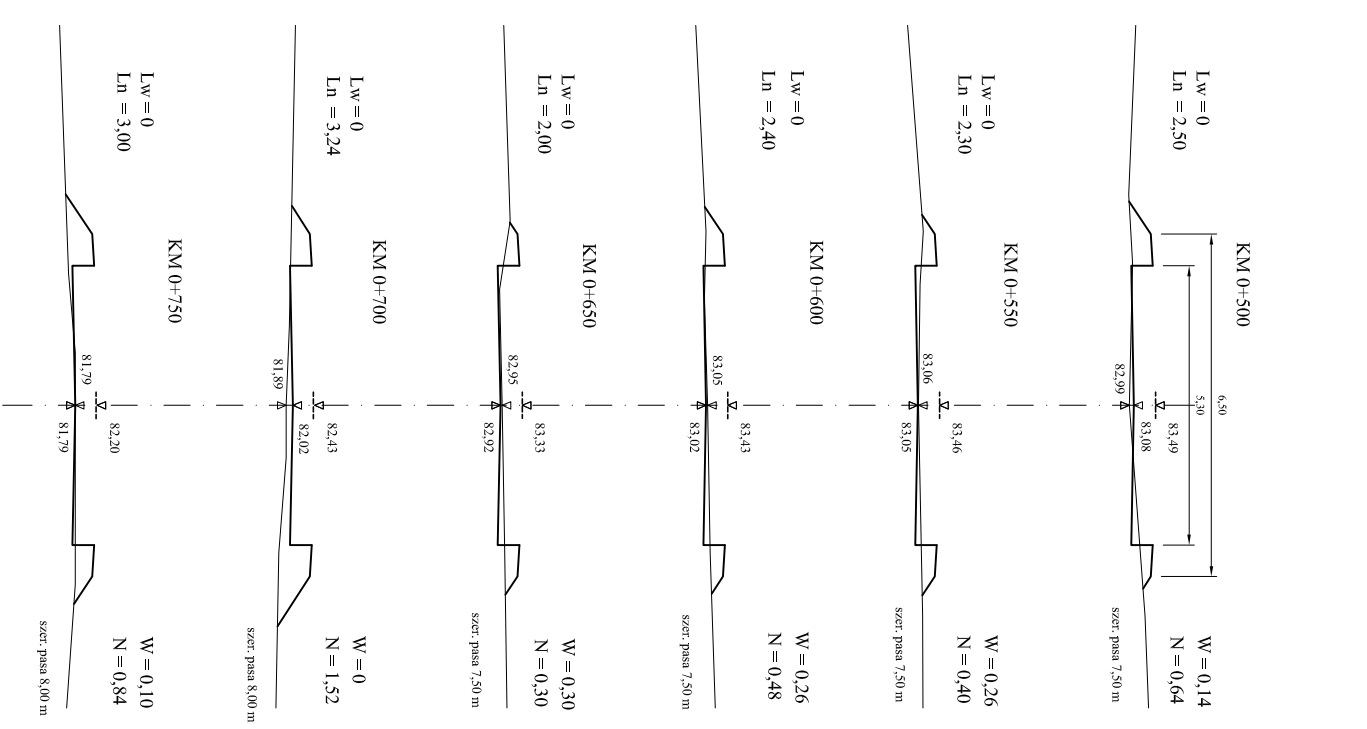 KM 0+500
Lw = 0
Ln = 2,50
6,50
5,30
83,49
83,08
82,99
W = 0,14
N = 0,64
szer. pasa 7,50 m
KM 0+550
Lw = 0
Ln = 2,30
83,46
83,06
83,05
W = 0,26
N = 0,40
szer. pasa 7,50 m
KM 0+600
Lw = 0
Ln = 2,40
83,43
83,05
83,02
W = 0,26
N = 0,48
szer. pasa 7,50 m
KM 0+650
Lw = 0
Ln = 2,00
83,33
82,95
82,92
W = 0,30
N = 0,30
szer. pasa 7,50 m
KM 0+700
Lw = 0
Ln = 3,24
82,43
82,02
81,89
W = 0
N = 1,52
szer. pasa 8,00 m
KM 0+750
Lw = 0
Ln = 3,00
82,20
81,79
81,79
W = 0,10
N = 0,84
szer. pasa 8,00 m